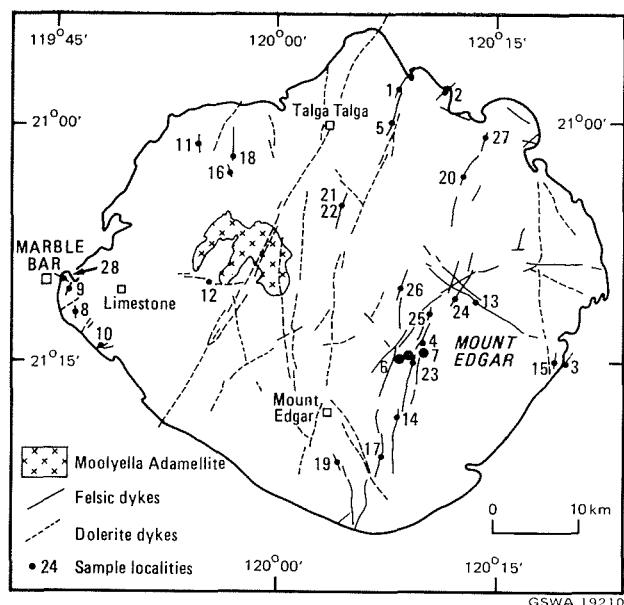 119°45' 120°00' 120°15'
1 2
Talga Talga
21°00' 5 21°00'
11 18 27
16 20
21
22
MARBLE
BAR 28
9 26
8 Limestone 12 24 13
25
10 4 MOUNT
EDGAR
21°15' 6 7 15 3 21°15'
23
Mount
Edgar 14
19 17
Moolyella Adamellite
Felsic dykes
Dolerite dykes 0 10 km
24 Sample localities
120°00' 120°15'
GSWA 19210